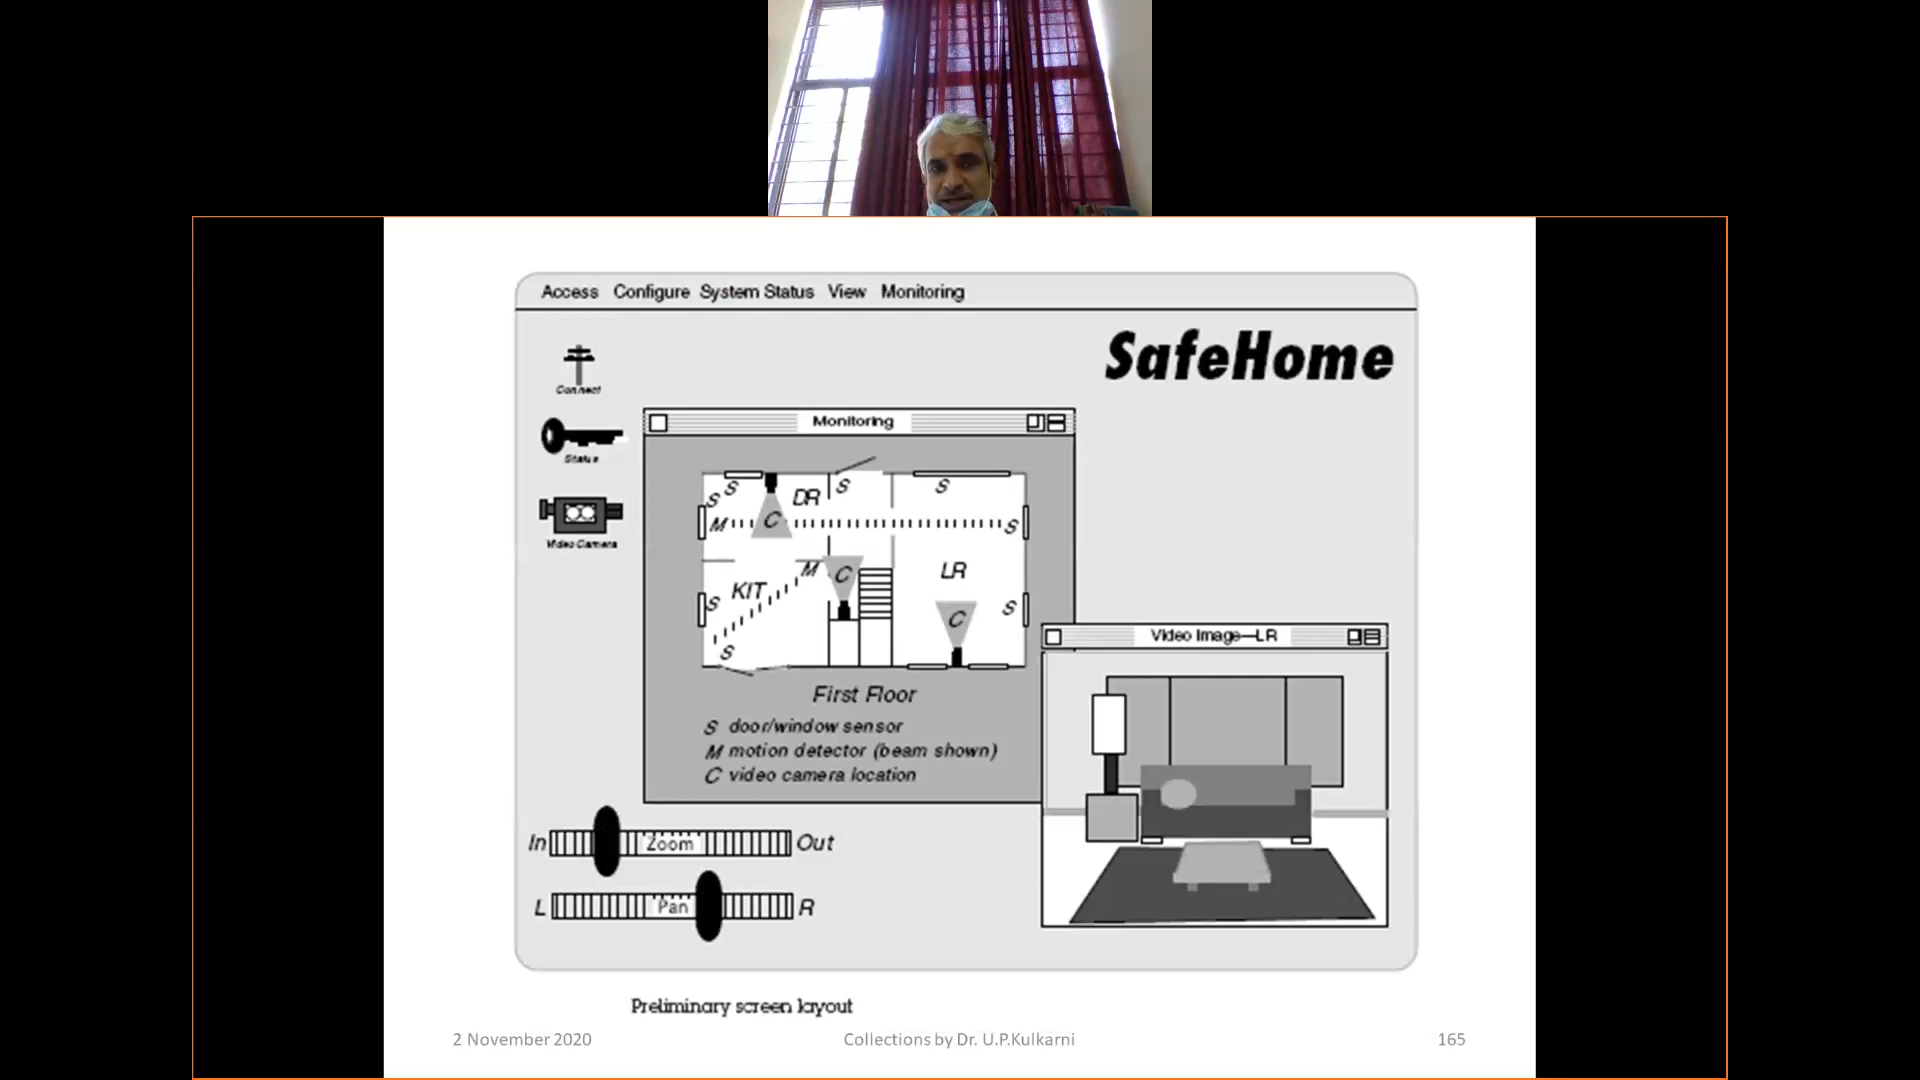 Access Configure System Status View Monitoring
SafeHome
Connect
Status
Video Camera
Monitoring
S S DR S S
M C S
KIT M C LR
S C S
S
First Floor
S door/window sensor
M motion detector (beam shown)
C video camera location
Video Image—LR
In Zoom Out
L Pan R
Preliminary screen layout
2 November 2020 Collections by Dr. U.P.Kulkarni 165